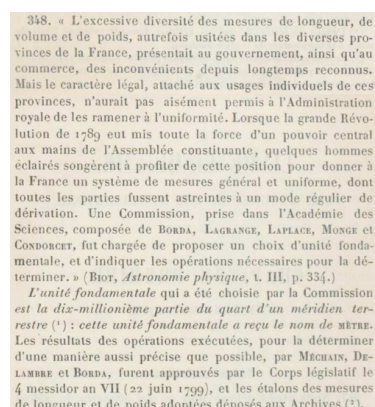 348. « L'excessive diversité des mesures de longueur, de
volume et de poids, autrefois usitées dans les diverses pro-
vinces de la France, présentait au gouvernement, ainsi qu'au
commerce, des inconvénients depuis longtemps reconnus.
Mais le caractère légal, attaché aux usages individuels de ces
provinces, n'aurait pas aisément permis à l'Administration
royale de les ramener à l'uniformité. Lorsque la grande Révo-
lution de 1789 eut mis toute la force d'un pouvoir central
aux mains de l'Assemblée constituante, quelques hommes
éclairés songèrent à profiter de cette position pour donner à
la France un système de mesures général et uniforme, dont
toutes les parties fussent astreintes à un mode régulier de
dérivation. Une Commission, prise dans l'Académie des
Sciences, composée de BORDA, LAGRANGE, LAPLACE, MONGE et
CONDORCET, fut chargée de proposer un choix d'unité fonda-
mentale, et d'indiquer les opérations nécessaires pour la dé-
terminer. » (BIOT, Astronomie physique, t. III, p. 334.)
L'unité fondamentale qui a été choisie par la Commission
est la dix-millionième partie du quart d'un méridien ter-
restre (¹) : cette unité fondamentale a reçu le nom de MÈTRE.
Les résultats des opérations exécutées, pour la déterminer
d'une manière aussi précise que possible, par MÉCHAIN, DE-
LAMBRE et BORDA, furent approuvés par le Corps législatif le
4 messidor an VII (22 juin 1799), et les étalons des mesures
de longueur et de poids adoptées déposés aux Archives (²).